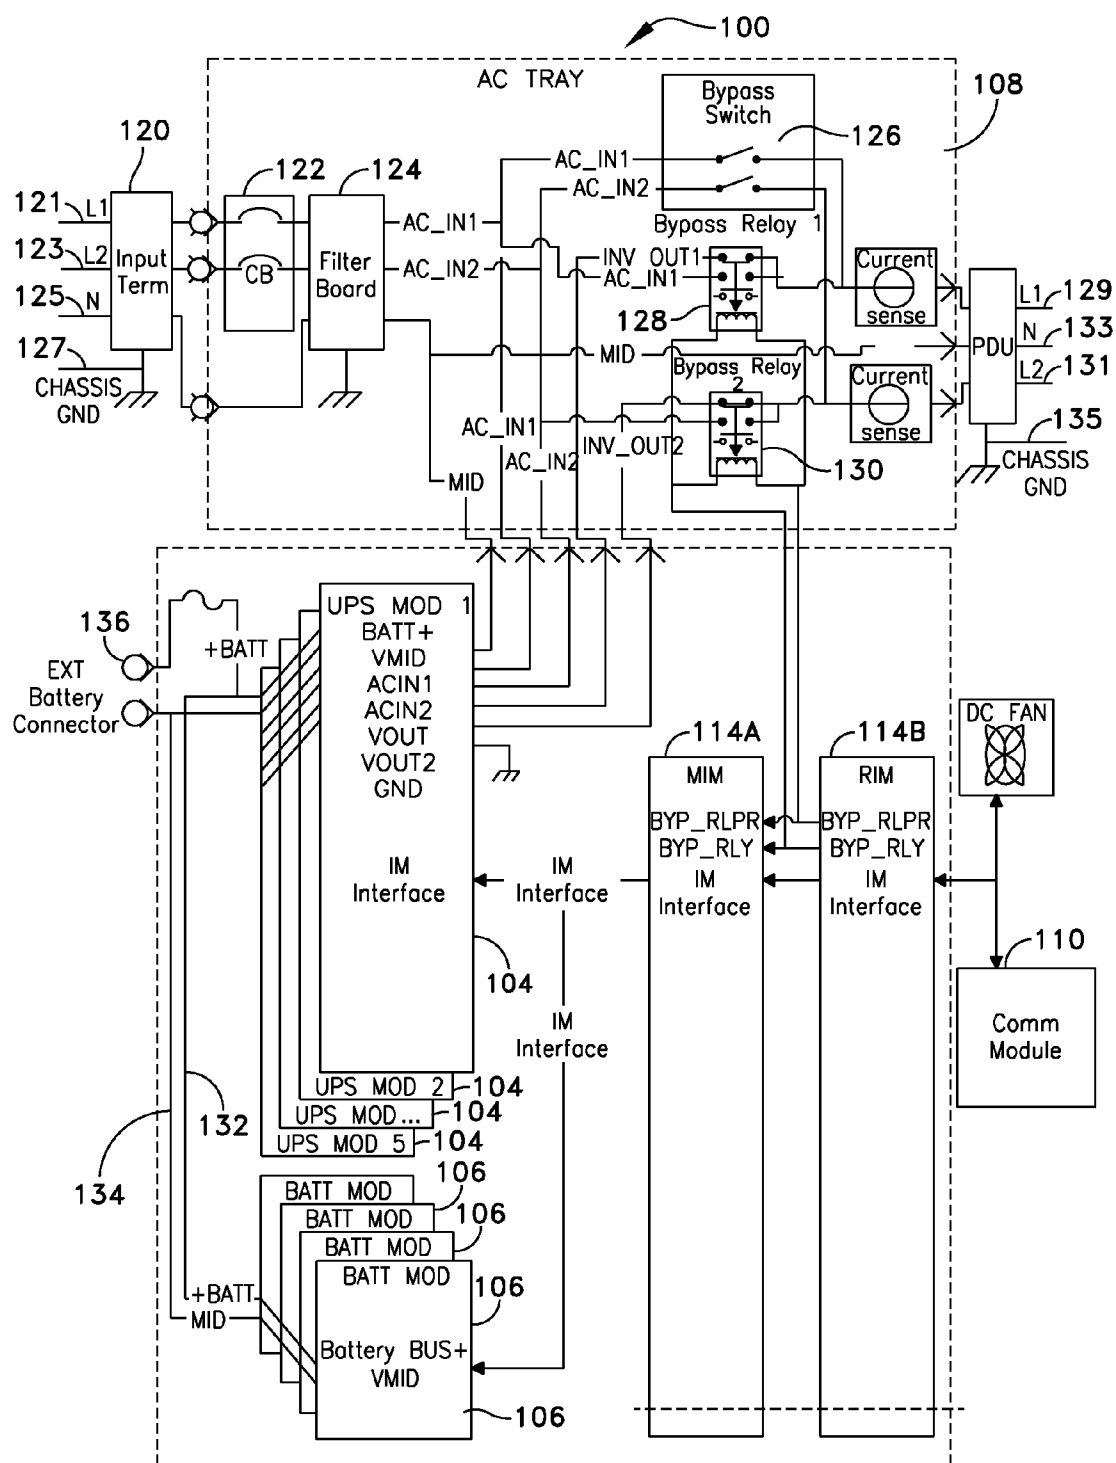 100
AC TRAY
Bypass
Switch
126
108
120
122
124
AC_IN1
AC_IN2
Bypass Relay 1
121
L1
123
L2
125
N
127
CHASSIS
GND
Input
Term
CB
Filter
Board
AC_IN1
AC_IN2
INV_OUT1
AC_IN1
128
MID
Current
sense
PDU
L1
129
N
133
L2
131
135
CHASSIS
GND
Bypass Relay
2
Current
sense
AC_IN1
AC_IN2
INV_OUT2
130
MID
136
EXT
Battery
Connector
+BATT
UPS MOD 1
BATT+
VMID
ACIN1
ACIN2
VOUT
VOUT2
GND
IM
Interface
104
UPS MOD 2
104
UPS MOD...
104
UPS MOD 5
104
IM
Interface
IM
Interface
114A
MIM
BYP_RLPR
BYP_RLY
IM
Interface
114B
RIM
BYP_RLPR
BYP_RLY
IM
Interface
DC FAN
110
Comm
Module
132
134
BATT MOD
106
BATT MOD
106
BATT MOD
BATT MOD
106
+BATT
MID
Battery BUS+
VMID
106